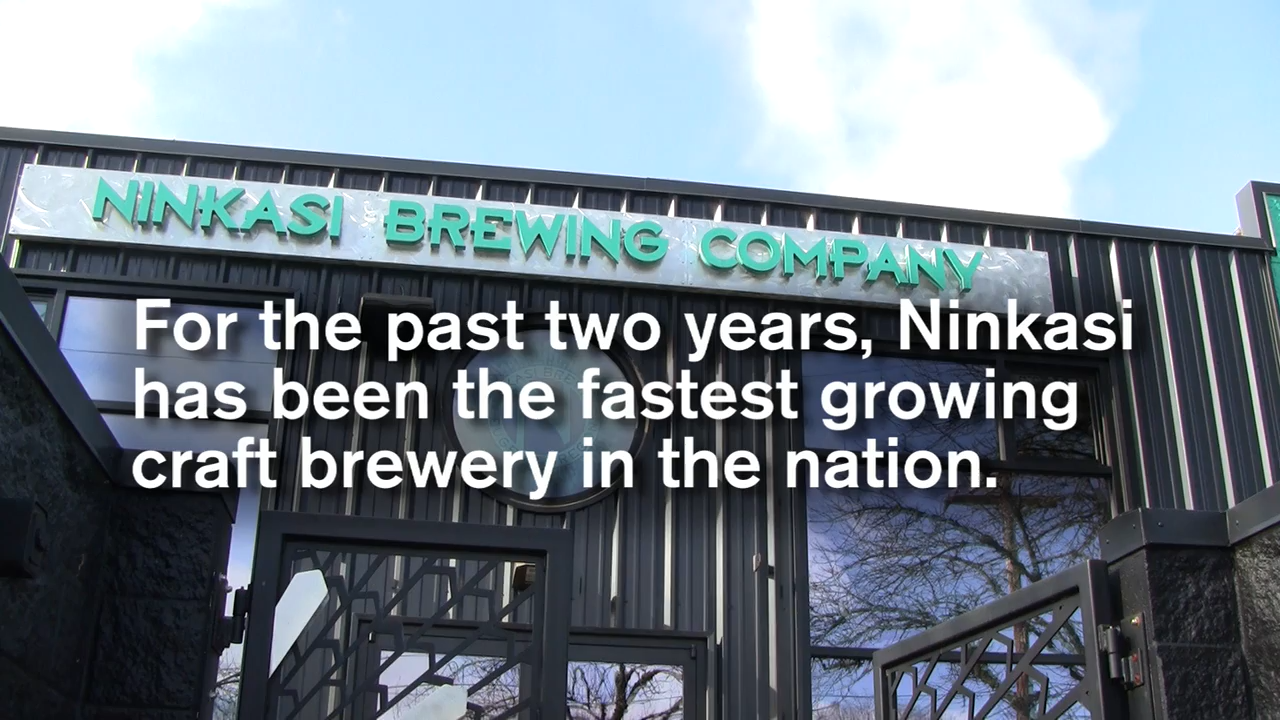 NINKASI BREWING COMPANY
For the past two years, Ninkasi
has been the fastest growing
craft brewery in the nation.